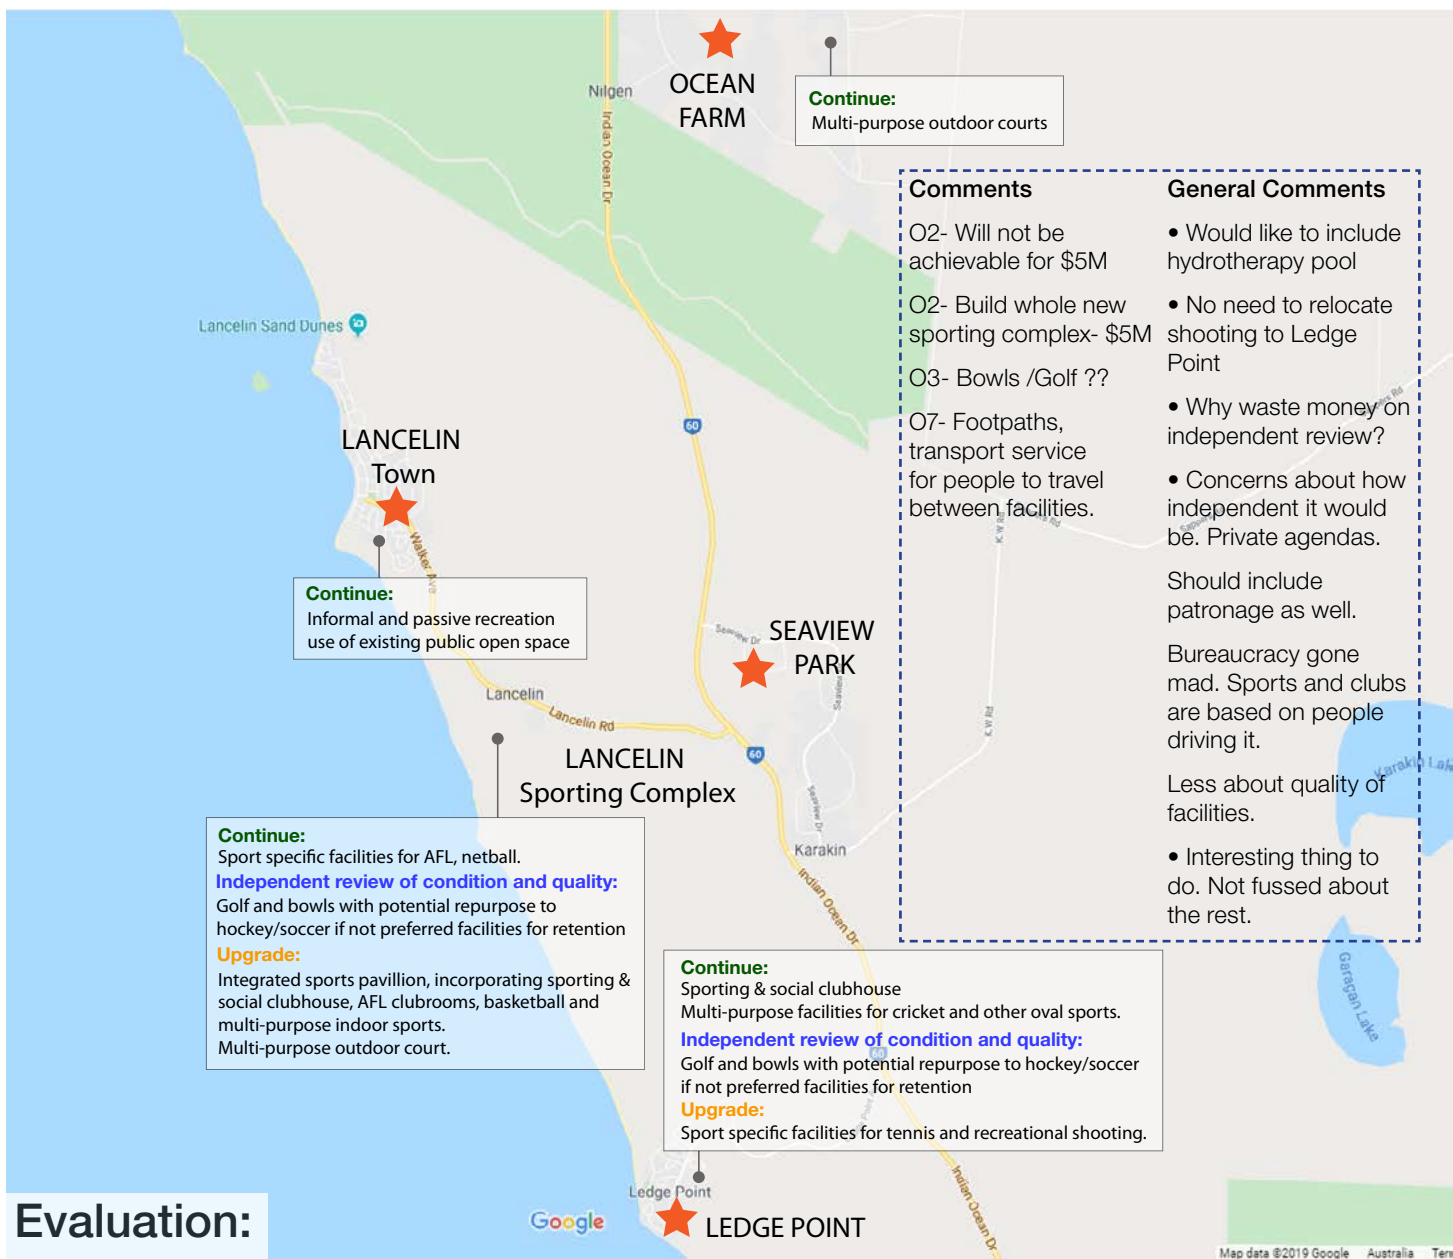 OCEAN
FARM
Nilgen
Indian Ocean Dr
Continue:
Multi-purpose outdoor courts
Comments
O2- Will not be
achievable for $5M
O2- Build whole new
sporting complex- $5M
O3- Bowls /Golf ??
O7- Footpaths,
transport service
for people to travel
between facilities.
General Comments
• Would like to include
hydrotherapy pool
• No need to relocate
shooting to Ledge
Point
• Why waste money on
independent review?
• Concerns about how
independent it would
be. Private agendas.
Should include
patronage as well.
Bureaucracy gone
mad. Sports and clubs
are based on people
driving it.
Less about quality of
facilities.
• Interesting thing to
do. Not fussed about
the rest.
Lancelin Sand Dunes
60
LANCELIN
Town
Walker Ave
Continue:
Informal and passive recreation
use of existing public open space
K W Rd
Seaview Dr
SEAVIEW
PARK
Seaview
Lancelin
Lancelin Rd
K W Rd
60
LANCELIN
Sporting Complex
Karakin Lake
Seaview Dr
Karakin
Indian Ocean Dr
Continue:
Sport specific facilities for AFL, netball.
Independent review of condition and quality:
Golf and bowls with potential repurpose to
hockey/soccer if not preferred facilities for retention
Upgrade:
Integrated sports pavillion, incorporating sporting &
social clubhouse, AFL clubrooms, basketball and
multi-purpose indoor sports.
Multi-purpose outdoor court.
Garagan Lake
Continue:
Sporting & social clubhouse
Multi-purpose facilities for cricket and other oval sports.
Independent review of condition and quality:
60
Golf and bowls with potential repurpose to hockey/soccer
if not preferred facilities for retention
Upgrade:
Sport specific facilities for tennis and recreational shooting.
Indian Ocean Dr
Ledge Point
LEDGE POINT
Evaluation:
Google
Map data ©2019 Google Australia